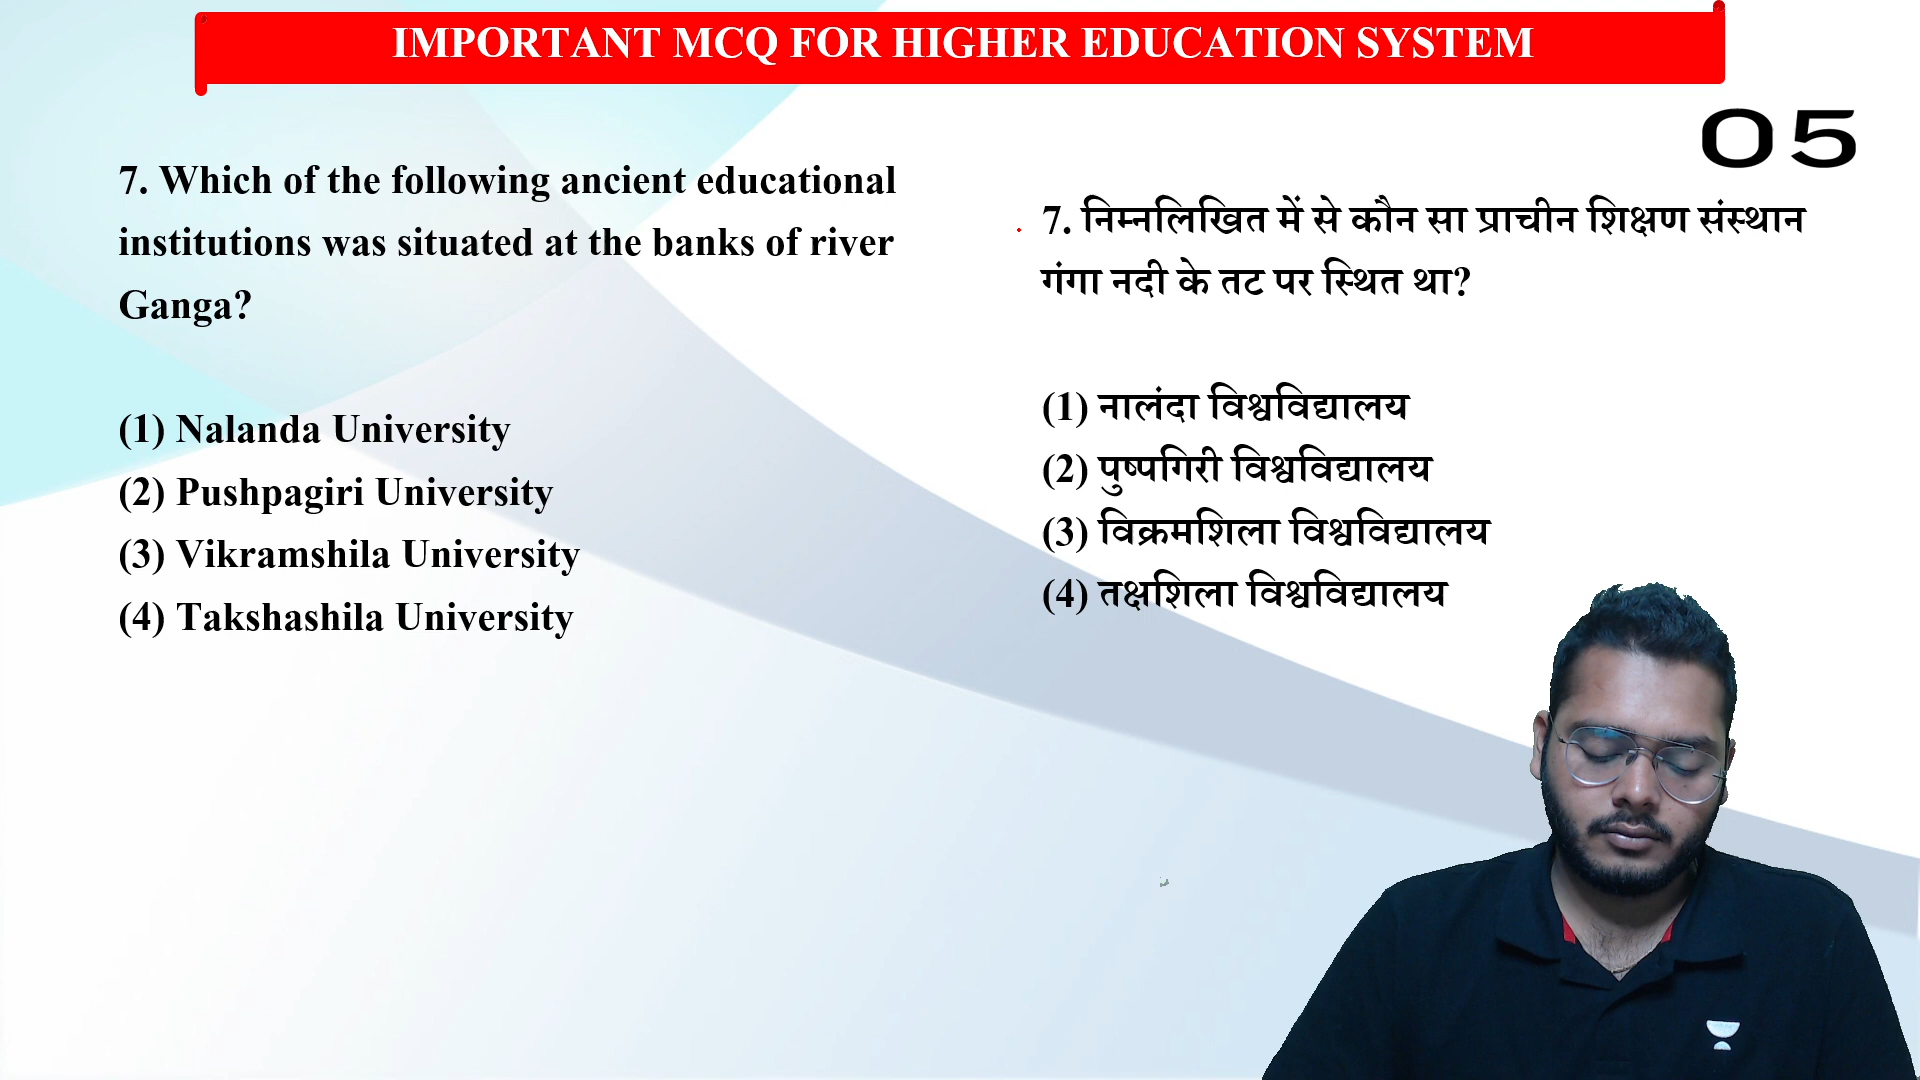 IMPORTANT MCQ FOR HIGHER EDUCATION SYSTEM
05
7. Which of the following ancient educational
institutions was situated at the banks of river
Ganga?
(1) Nalanda University
(2) Pushpagiri University
(3) Vikramshila University
(4) Takshashila University
7. निम्नलिखित में से कौन सा प्राचीन शिक्षण संस्थान
गंगा नदी के तट पर स्थित था?
(1) नालंदा विश्वविद्यालय
(2) पुष्पगिरी विश्वविद्यालय
(3) विक्रमशिला विश्वविद्यालय
(4) तक्षशिला विश्वविद्यालय